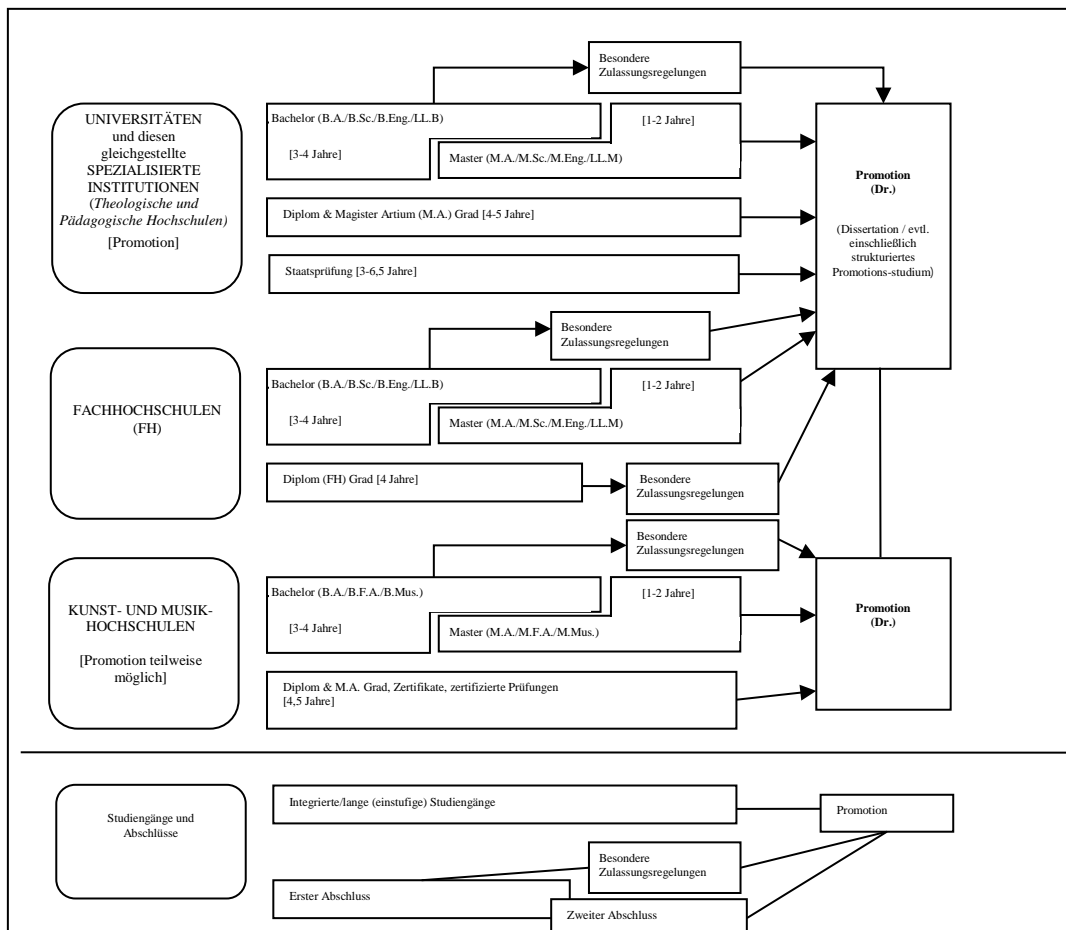 Besondere
Zulassungsregelungen
UNIVERSITÄTEN
und diesen
gleichgestellte
SPEZIALISIERTE
INSTITUTIONEN
(Theologische und
Pädagogische Hochschulen)
[Promotion]
Bachelor (B.A./B.Sc./B.Eng./LL.B)
[3-4 Jahre]
[1-2 Jahre]
Master (M.A./M.Sc./M.Eng./LL.M)
Diplom & Magister Artium (M.A.) Grad [4-5 Jahre]
Staatsprüfung [3-6,5 Jahre]
Promotion
(Dr.)
(Dissertation / evtl.
einschließlich
strukturiertes
Promotions-studium)
Besondere
Zulassungsregelungen
FACHHOCHSCHULEN
(FH)
Bachelor (B.A./B.Sc./B.Eng./LL.B)
[3-4 Jahre]
[1-2 Jahre]
Master (M.A./M.Sc./M.Eng./LL.M)
Diplom (FH) Grad [4 Jahre]
Besondere
Zulassungsregelungen
Besondere
Zulassungsregelungen
KUNST- UND MUSIK-
HOCHSCHULEN
[Promotion teilweise
möglich]
Bachelor (B.A./B.F.A./B.Mus.)
[3-4 Jahre]
[1-2 Jahre]
Master (M.A./M.F.A./M.Mus.)
Diplom & M.A. Grad, Zertifikate, zertifizierte Prüfungen
[4,5 Jahre]
Promotion
(Dr.)
Studiengänge und
Abschlüsse
Integrierte/lange (einstufige) Studiengänge
Promotion
Besondere
Zulassungsregelungen
Erster Abschluss
Zweiter Abschluss